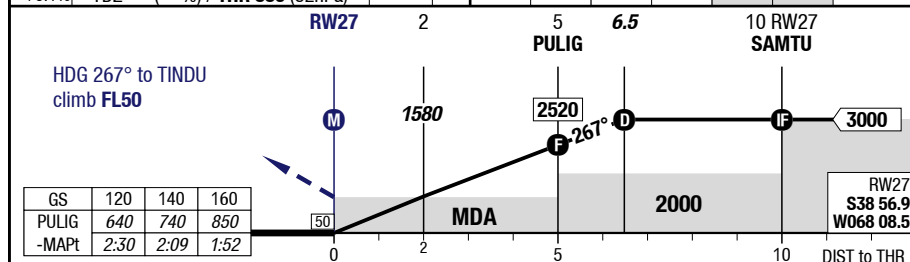 RW27 2 5 6.5 10 RW27
PULIG SAMTU
HDG 267° to TINDU
climb FL50
M 1580 2520 D IF 3000
267°
F
GS 120 140 160
PULIG 640 740 850
-MAPt 2:30 2:09 1:52
50 MDA 2000
RW27
S38 56.9
W068 08.5
0 2 5 10 DIST to THR